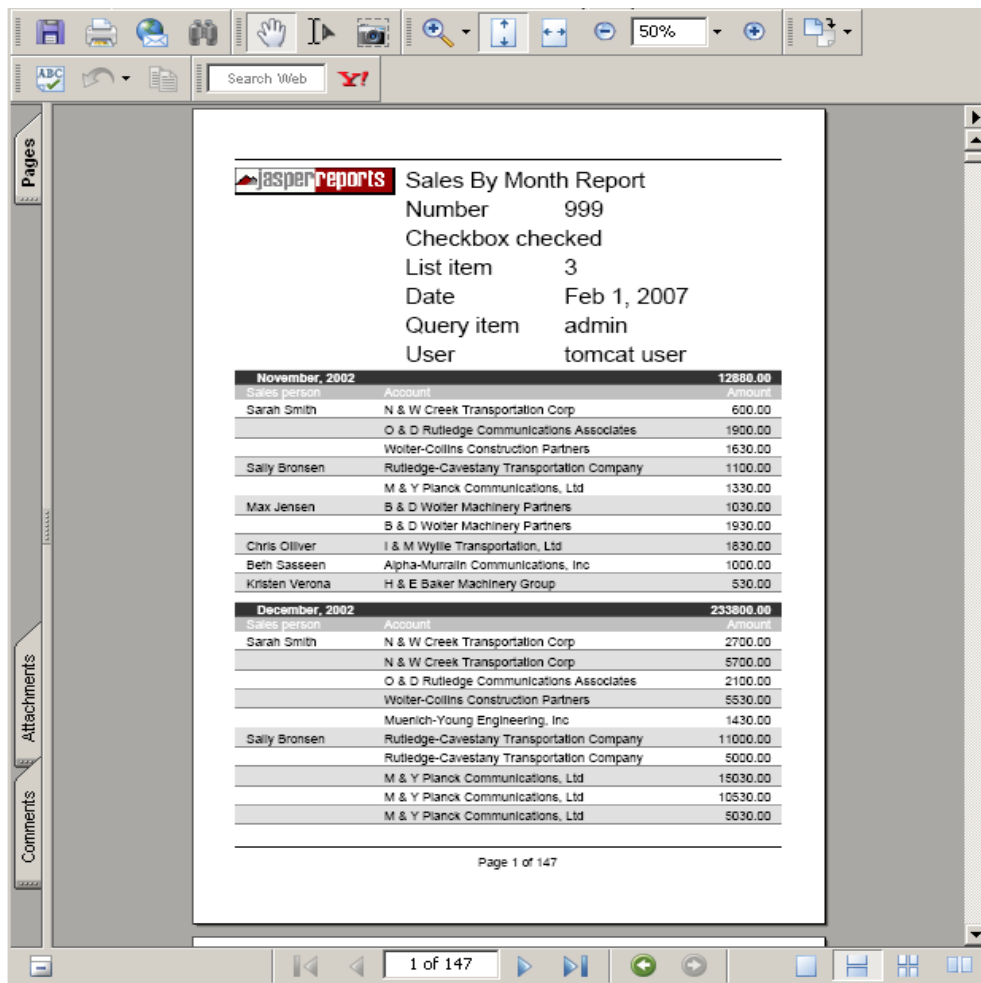 50%
ABC
Search Web
Y!
Pages
jasperreports Sales By Month Report
Number 999
Checkbox checked
List item 3
Date Feb 1, 2007
Query item admin
User tomcat user
November, 2002 12880.00
Sales person Account Amount
Sarah Smith N & W Creek Transportation Corp 600.00
O & D Rutledge Communications Associates 1900.00
Wolter-Collins Construction Partners 1630.00
Sally Bronsen Rutledge-Cavestany Transportation Company 1100.00
M & Y Planck Communications, Ltd 1330.00
Max Jensen B & D Wolter Machinery Partners 1030.00
B & D Wolter Machinery Partners 1930.00
Chris Olliver I & M Wyllie Transportation, Ltd 1830.00
Beth Sasseen Alpha-Murralin Communications, Inc 1000.00
Kristen Verona H & E Baker Machinery Group 530.00
December, 2002 233800.00
Sales person Account Amount
Sarah Smith N & W Creek Transportation Corp 2700.00
N & W Creek Transportation Corp 5700.00
O & D Rutledge Communications Associates 2100.00
Wolter-Collins Construction Partners 5530.00
Muenich-Young Engineering, Inc 1430.00
Sally Bronsen Rutledge-Cavestany Transportation Company 11000.00
Rutledge-Cavestany Transportation Company 5000.00
M & Y Planck Communications, Ltd 15030.00
M & Y Planck Communications, Ltd 10530.00
M & Y Planck Communications, Ltd 5030.00
Attachments
Comments
Page 1 of 147
1 of 147